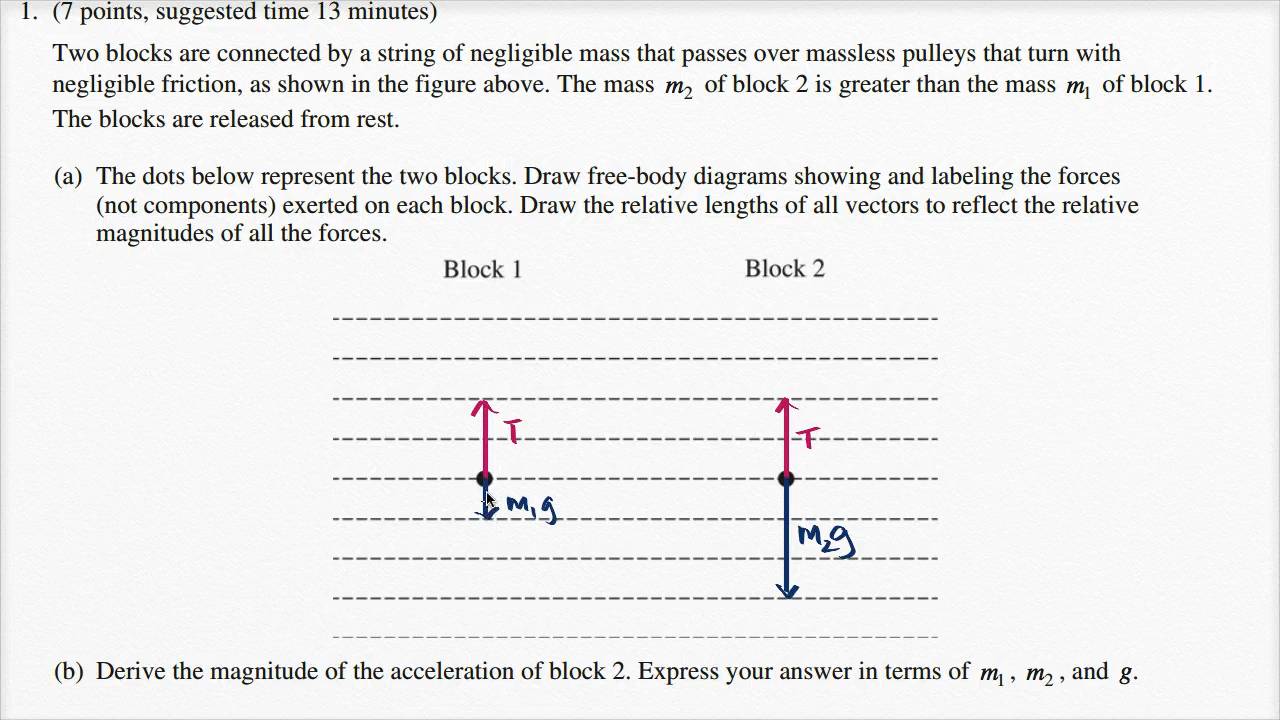 1. (7 points, suggested time 13 minutes)
Two blocks are connected by a string of negligible mass that passes over massless pulleys that turn with
negligible friction, as shown in the figure above. The mass m₂ of block 2 is greater than the mass m₁ of block 1.
The blocks are released from rest.
(a) The dots below represent the two blocks. Draw free-body diagrams showing and labeling the forces
(not components) exerted on each block. Draw the relative lengths of all vectors to reflect the relative
magnitudes of all the forces.
Block 1 Block 2
T T
m₁g m₂g
(b) Derive the magnitude of the acceleration of block 2. Express your answer in terms of m₁, m₂, and g.